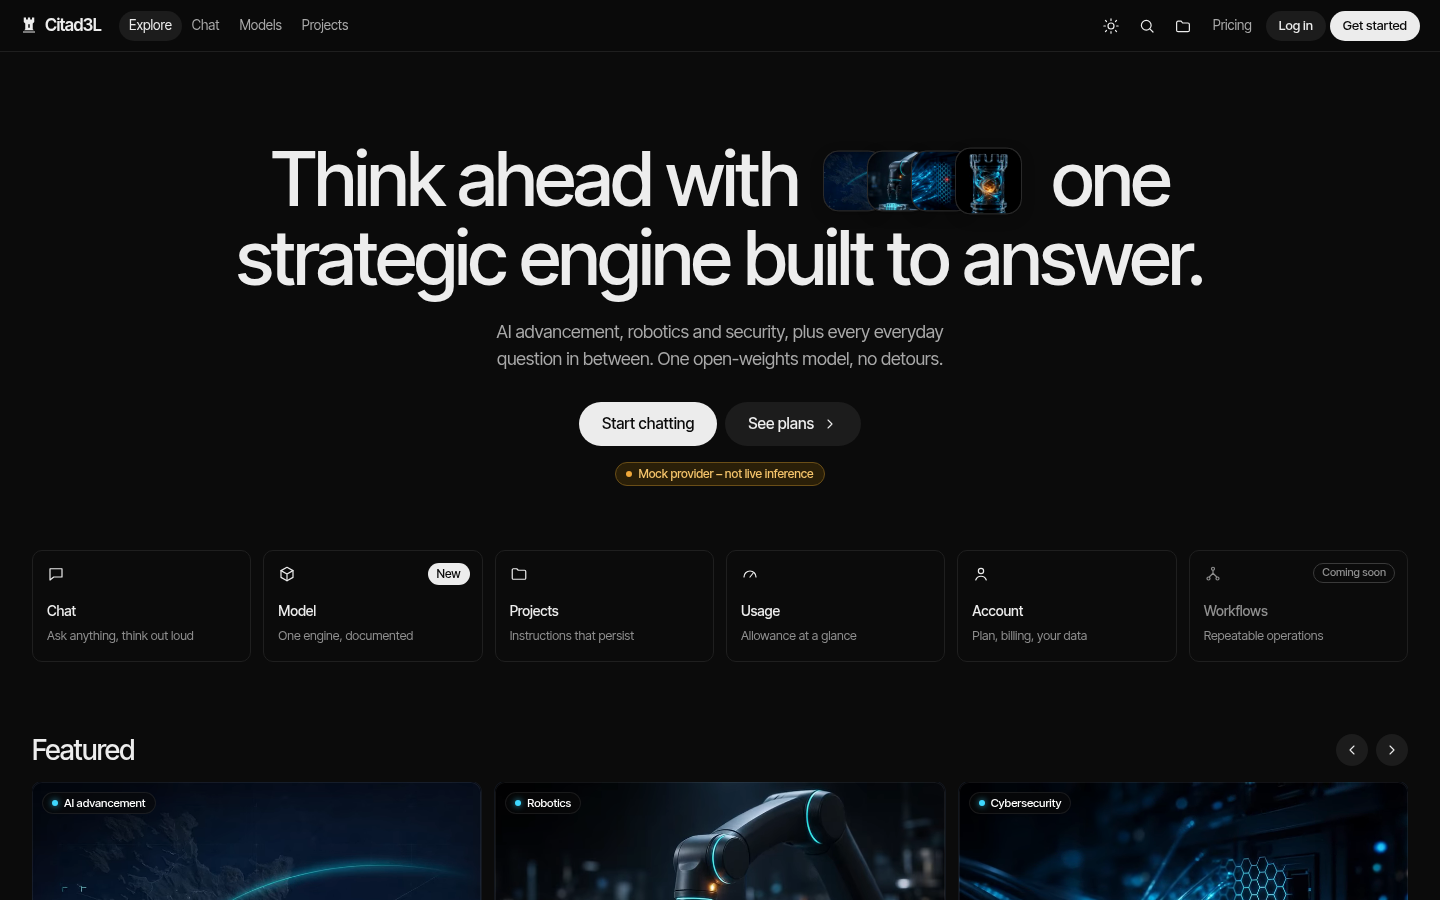 Citad3L
Explore
Chat
Models
Projects
Pricing
Log in
Get started
Think ahead with one
strategic engine built to answer.
AI advancement, robotics and security, plus every everyday
question in between. One open-weights model, no detours.
Start chatting
See plans
Mock provider – not live inference
Chat
Ask anything, think out loud
New
Model
One engine, documented
Projects
Instructions that persist
Usage
Allowance at a glance
Account
Plan, billing, your data
Coming soon
Workflows
Repeatable operations
Featured
AI advancement
Robotics
Cybersecurity